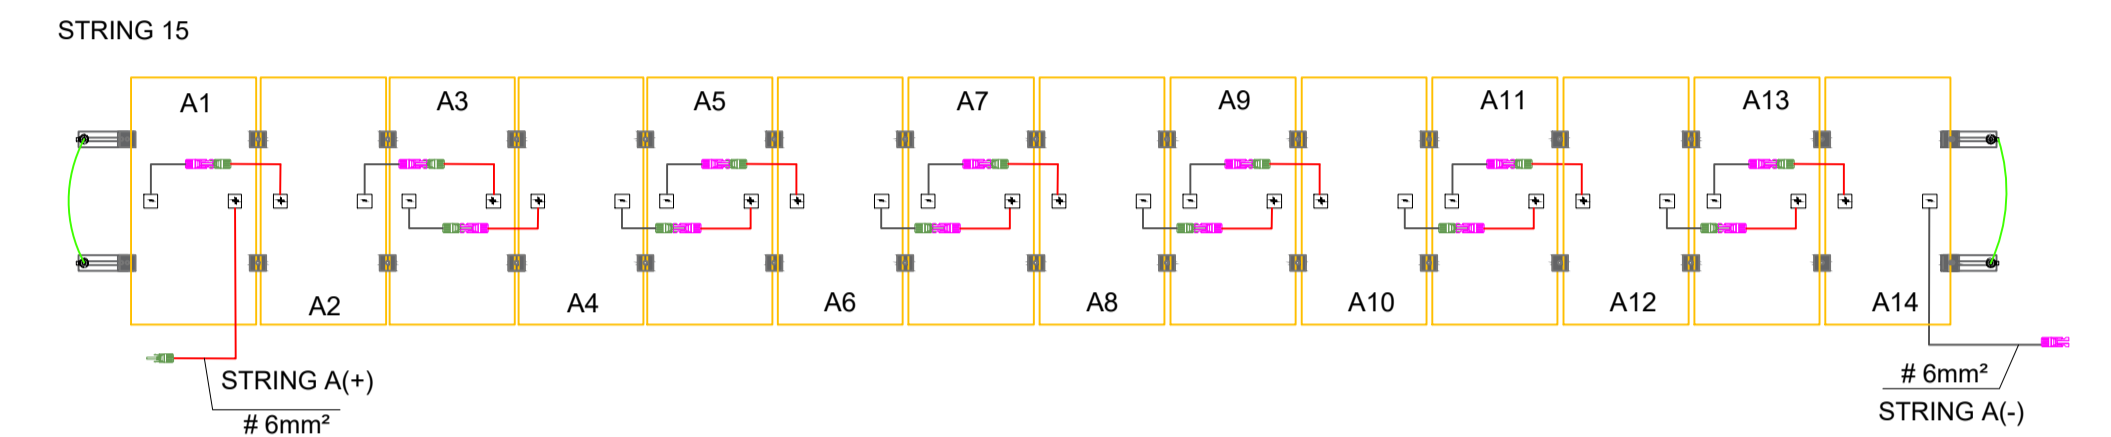 STRING 15
A1
A3
A5
A7
A9
A11
A13
- + + - - + + - - + + - - + + - - + + - - + + - - + + -
A2
A4
A6
A8
A10
A12
A14
STRING A(+)
# 6mm²
# 6mm²
STRING A(-)